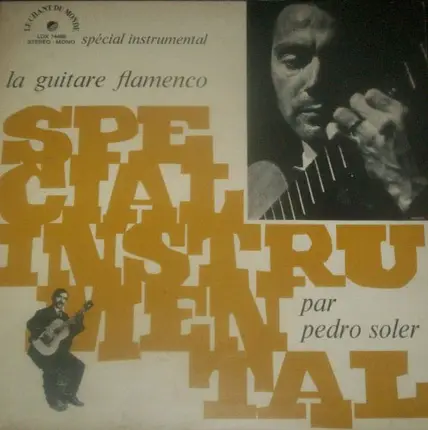 LE CHANT DU MONDE
LDX 74486
STEREO - MONO
spécial instrumental
la guitare flamenco
SPE
CIAL
INSTRU
MEN
TAL
par
pedro soler